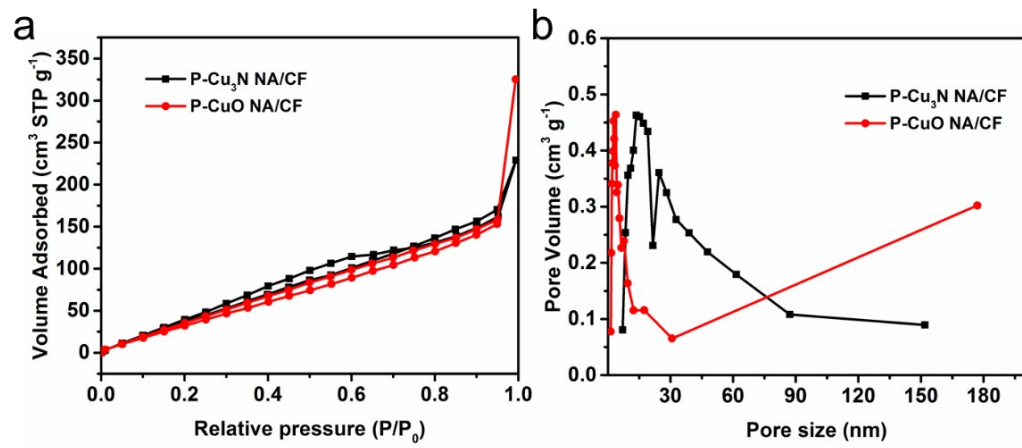 a
Volume Adsorbed (cm³ STP g⁻¹)
350
300
250
200
150
100
50
0
P-Cu₃N NA/CF
P-CuO NA/CF
0.0 0.2 0.4 0.6 0.8 1.0
Relative pressure (P/P₀)
b
Pore Volume (cm³ g⁻¹)
0.6
0.5
0.4
0.3
0.2
0.1
0.0
P-Cu₃N NA/CF
P-CuO NA/CF
30 60 90 120 150 180
Pore size (nm)